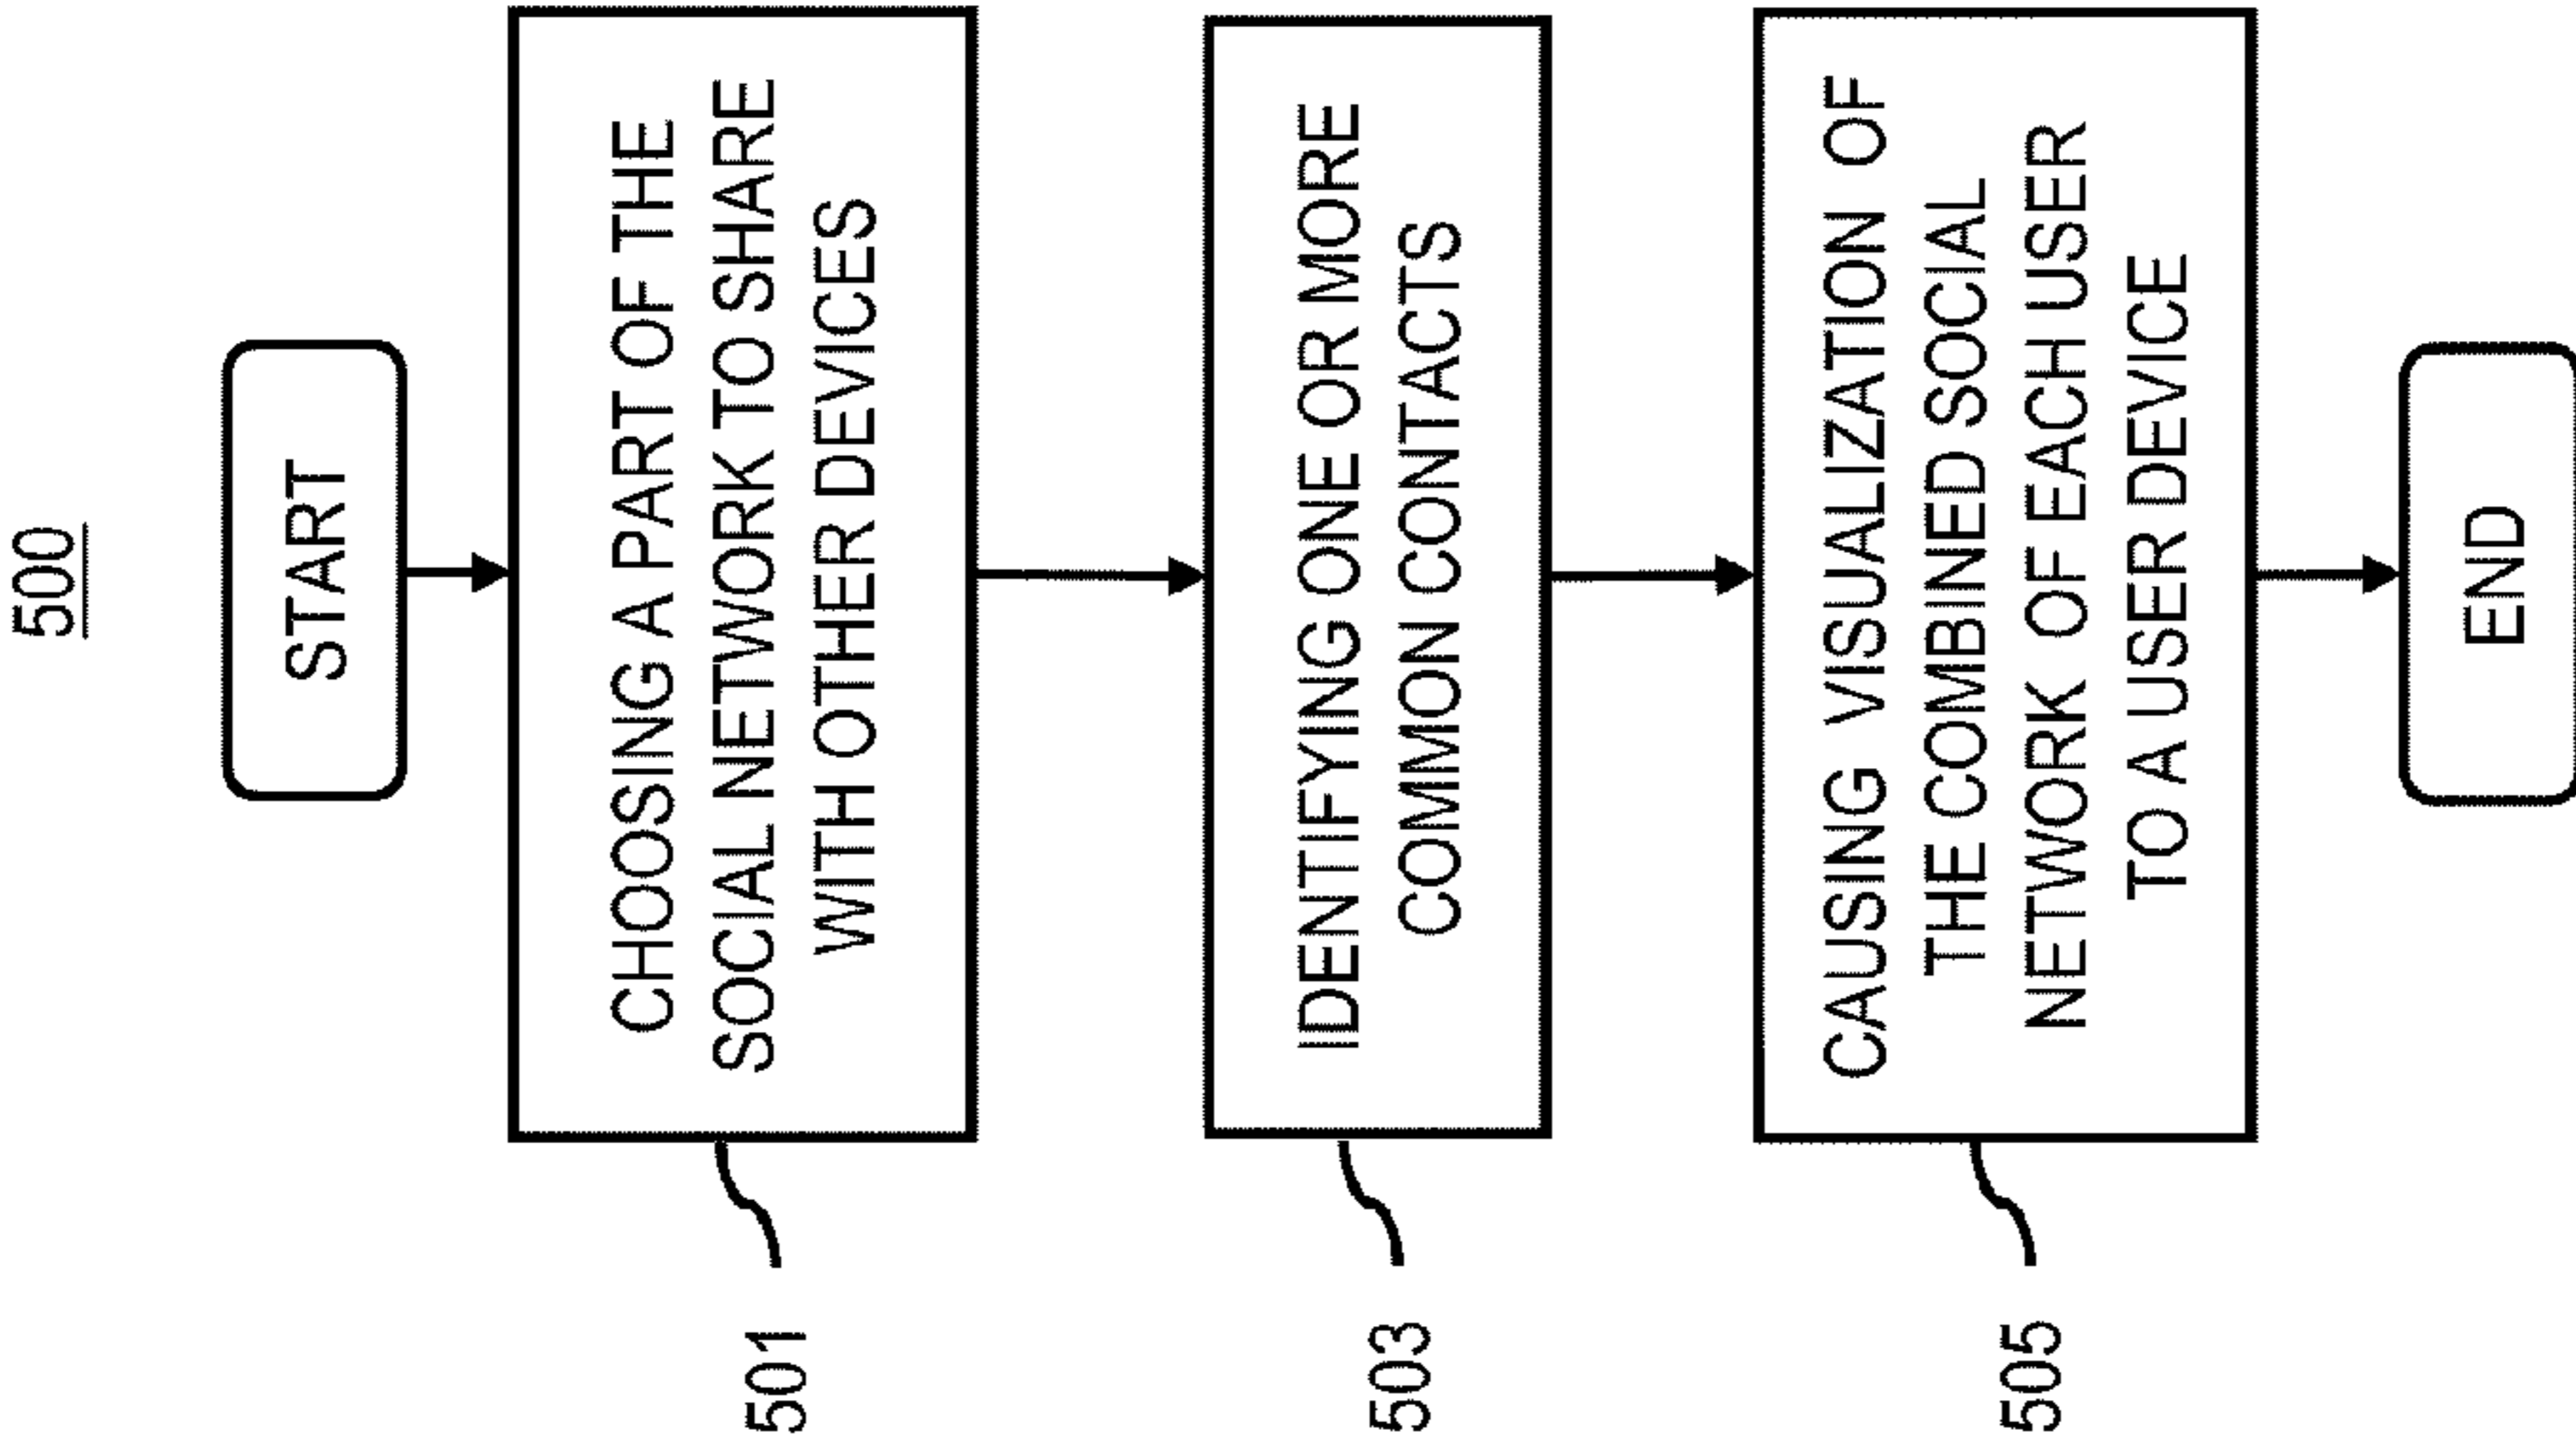 500
START
CHOOSING A PART OF THE
SOCIAL NETWORK TO SHARE
WITH OTHER DEVICES
501
IDENTIFYING ONE OR MORE
COMMON CONTACTS
503
CAUSING VISUALIZATION OF
THE COMBINED SOCIAL
NETWORK OF EACH USER
TO A USER DEVICE
505
END